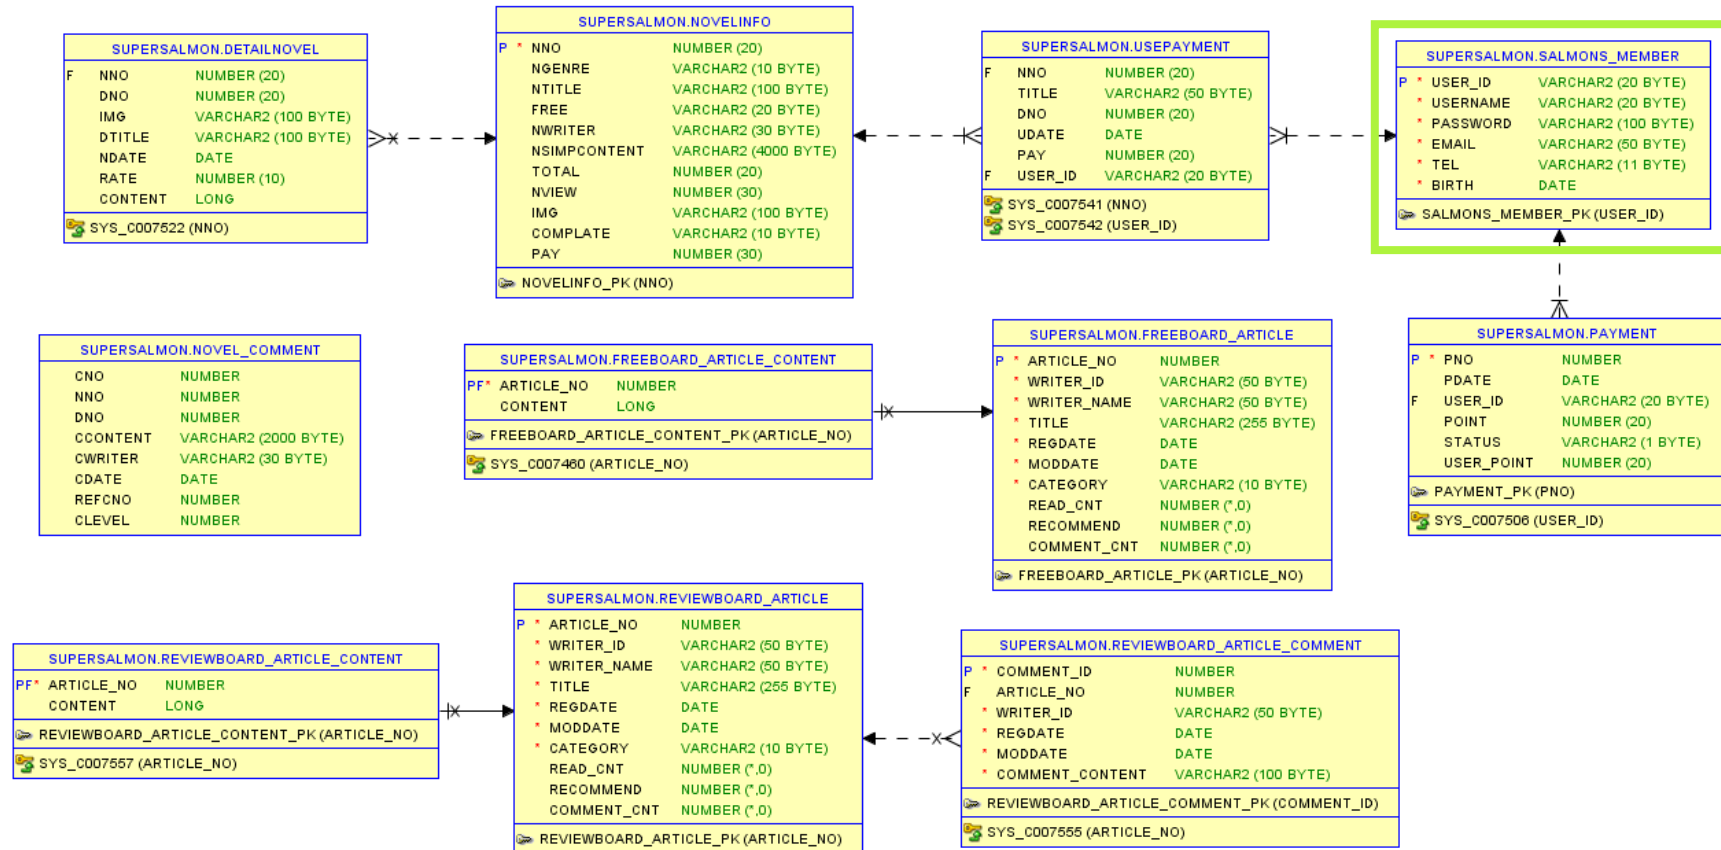 SUPERSALMON.DETAILNOVEL
F NNO NUMBER (20)
DNO NUMBER (20)
IMG VARCHAR2 (100 BYTE)
DTITLE VARCHAR2 (100 BYTE)
NDATE DATE
RATE NUMBER (10)
CONTENT LONG
SYS_C007522 (NNO)
SUPERSALMON.NOVELINFO
P * NNO NUMBER (20)
NGENRE VARCHAR2 (10 BYTE)
NTITLE VARCHAR2 (100 BYTE)
FREE VARCHAR2 (20 BYTE)
NWRITER VARCHAR2 (30 BYTE)
NSIMPCONTENT VARCHAR2 (4000 BYTE)
TOTAL NUMBER (20)
NVIEW NUMBER (30)
IMG VARCHAR2 (100 BYTE)
COMPLATE VARCHAR2 (10 BYTE)
PAY NUMBER (30)
NOVELINFO_PK (NNO)
SUPERSALMON.USEPAYMENT
F NNO NUMBER (20)
TITLE VARCHAR2 (50 BYTE)
DNO NUMBER (20)
UDATE DATE
PAY NUMBER (20)
F USER_ID VARCHAR2 (20 BYTE)
SYS_C007541 (NNO)
SYS_C007542 (USER_ID)
SUPERSALMON.SALMONS_MEMBER
P * USER_ID VARCHAR2 (20 BYTE)
* USERNAME VARCHAR2 (20 BYTE)
* PASSWORD VARCHAR2 (100 BYTE)
* EMAIL VARCHAR2 (50 BYTE)
* TEL VARCHAR2 (11 BYTE)
* BIRTH DATE
SALMONS_MEMBER_PK (USER_ID)
SUPERSALMON.NOVEL_COMMENT
CNO NUMBER
NNO NUMBER
DNO NUMBER
CCONTENT VARCHAR2 (2000 BYTE)
CWRITER VARCHAR2 (30 BYTE)
CDATE DATE
REFCNO NUMBER
CLEVEL NUMBER
SUPERSALMON.FREEBOARD_ARTICLE_CONTENT
PF* ARTICLE_NO NUMBER
CONTENT LONG
FREEBOARD_ARTICLE_CONTENT_PK (ARTICLE_NO)
SYS_C007460 (ARTICLE_NO)
SUPERSALMON.FREEBOARD_ARTICLE
P * ARTICLE_NO NUMBER
* WRITER_ID VARCHAR2 (50 BYTE)
* WRITER_NAME VARCHAR2 (50 BYTE)
* TITLE VARCHAR2 (255 BYTE)
* REGDATE DATE
* MODDATE DATE
* CATEGORY VARCHAR2 (10 BYTE)
READ_CNT NUMBER (*,0)
RECOMMEND NUMBER (*,0)
COMMENT_CNT NUMBER (*,0)
FREEBOARD_ARTICLE_PK (ARTICLE_NO)
SUPERSALMON.PAYMENT
P * PNO NUMBER
PDATE DATE
F USER_ID VARCHAR2 (20 BYTE)
POINT NUMBER (20)
STATUS VARCHAR2 (1 BYTE)
USER_POINT NUMBER (20)
PAYMENT_PK (PNO)
SYS_C007506 (USER_ID)
SUPERSALMON.REVIEWBOARD_ARTICLE_CONTENT
PF* ARTICLE_NO NUMBER
CONTENT LONG
REVIEWBOARD_ARTICLE_CONTENT_PK (ARTICLE_NO)
SYS_C007557 (ARTICLE_NO)
SUPERSALMON.REVIEWBOARD_ARTICLE
P * ARTICLE_NO NUMBER
* WRITER_ID VARCHAR2 (50 BYTE)
* WRITER_NAME VARCHAR2 (50 BYTE)
* TITLE VARCHAR2 (255 BYTE)
* REGDATE DATE
* MODDATE DATE
* CATEGORY VARCHAR2 (10 BYTE)
READ_CNT NUMBER (*,0)
RECOMMEND NUMBER (*,0)
COMMENT_CNT NUMBER (*,0)
REVIEWBOARD_ARTICLE_PK (ARTICLE_NO)
SUPERSALMON.REVIEWBOARD_ARTICLE_COMMENT
P * COMMENT_ID NUMBER
F ARTICLE_NO NUMBER
* WRITER_ID VARCHAR2 (50 BYTE)
* REGDATE DATE
* MODDATE DATE
* COMMENT_CONTENT VARCHAR2 (100 BYTE)
REVIEWBOARD_ARTICLE_COMMENT_PK (COMMENT_ID)
SYS_C007555 (ARTICLE_NO)